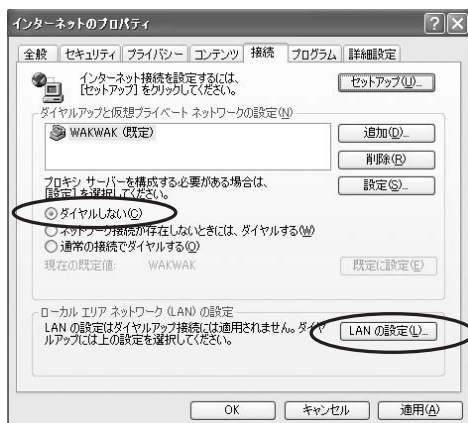 インターネットのプロパティ
全般 セキュリティ プライバシー コンテンツ 接続 プログラム 詳細設定
インターネット接続を設定するには、
[セットアップ] をクリックしてください。
セットアップ(U)...
ダイヤルアップと仮想プライベート ネットワークの設定(N)
WAKWAK (既定)
追加(D)...
削除(R)
プロキシ サーバーを構成する必要がある場合は、
[設定] を選択してください。
設定(S)...
ダイヤルしない(C)
ネットワーク接続が存在しないときには、ダイヤルする(W)
通常の接続でダイヤルする(O)
現在の既定値: WAKWAK
既定に設定(E)
ローカル エリア ネットワーク (LAN) の設定
LAN の設定はダイヤルアップ接続には適用されません。ダイヤ
ルアップには上の設定を選択してください。
LAN の設定(L)...
OK キャンセル 適用(A)